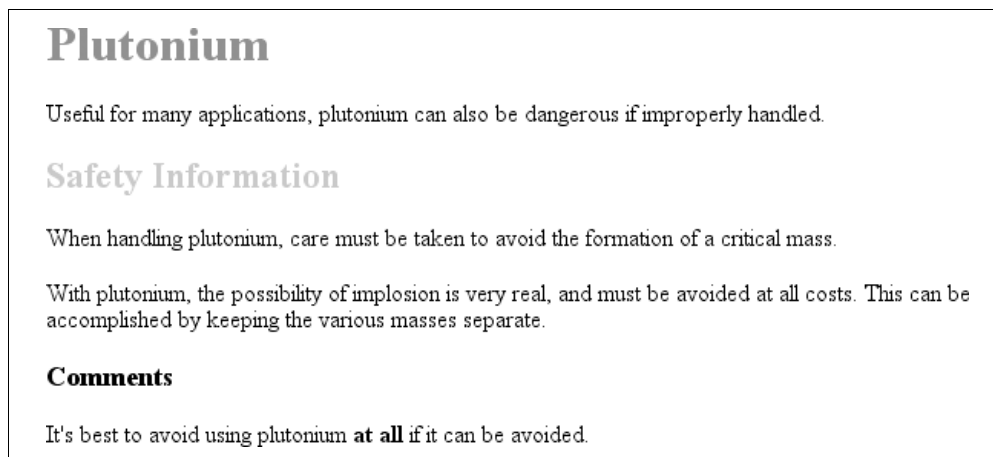 Plutonium
Useful for many applications, plutonium can also be dangerous if improperly handled.
Safety Information
When handling plutonium, care must be taken to avoid the formation of a critical mass.
With plutonium, the possibility of implosion is very real, and must be avoided at all costs. This can be
accomplished by keeping the various masses separate.
Comments
It's best to avoid using plutonium at all if it can be avoided.